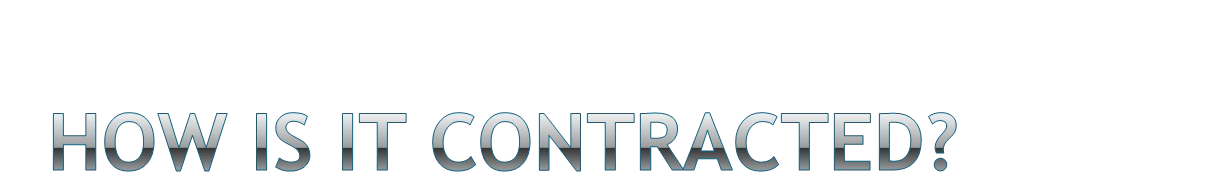 HOW IS IT CONTRACTED?